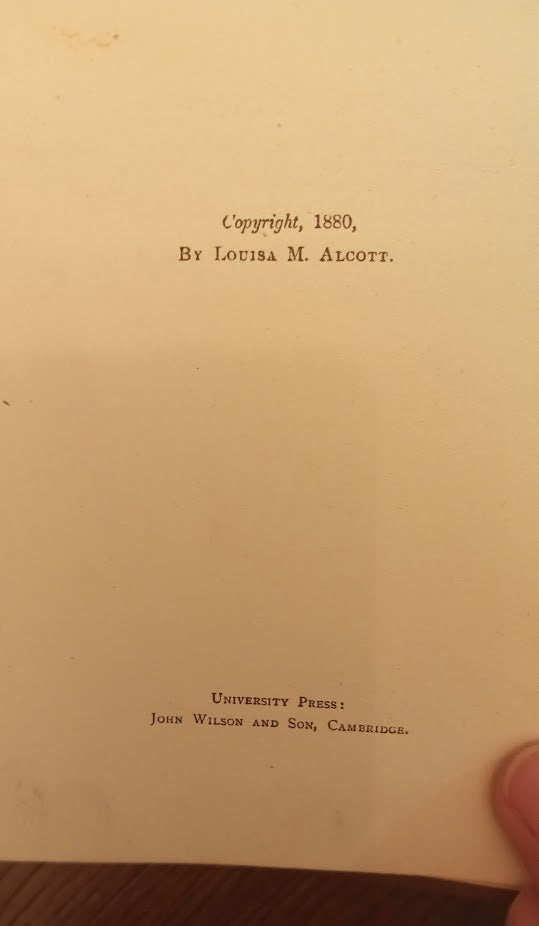 Copyright, 1880,
By Louisa M. Alcott.
University Press:
John Wilson and Son, Cambridge.